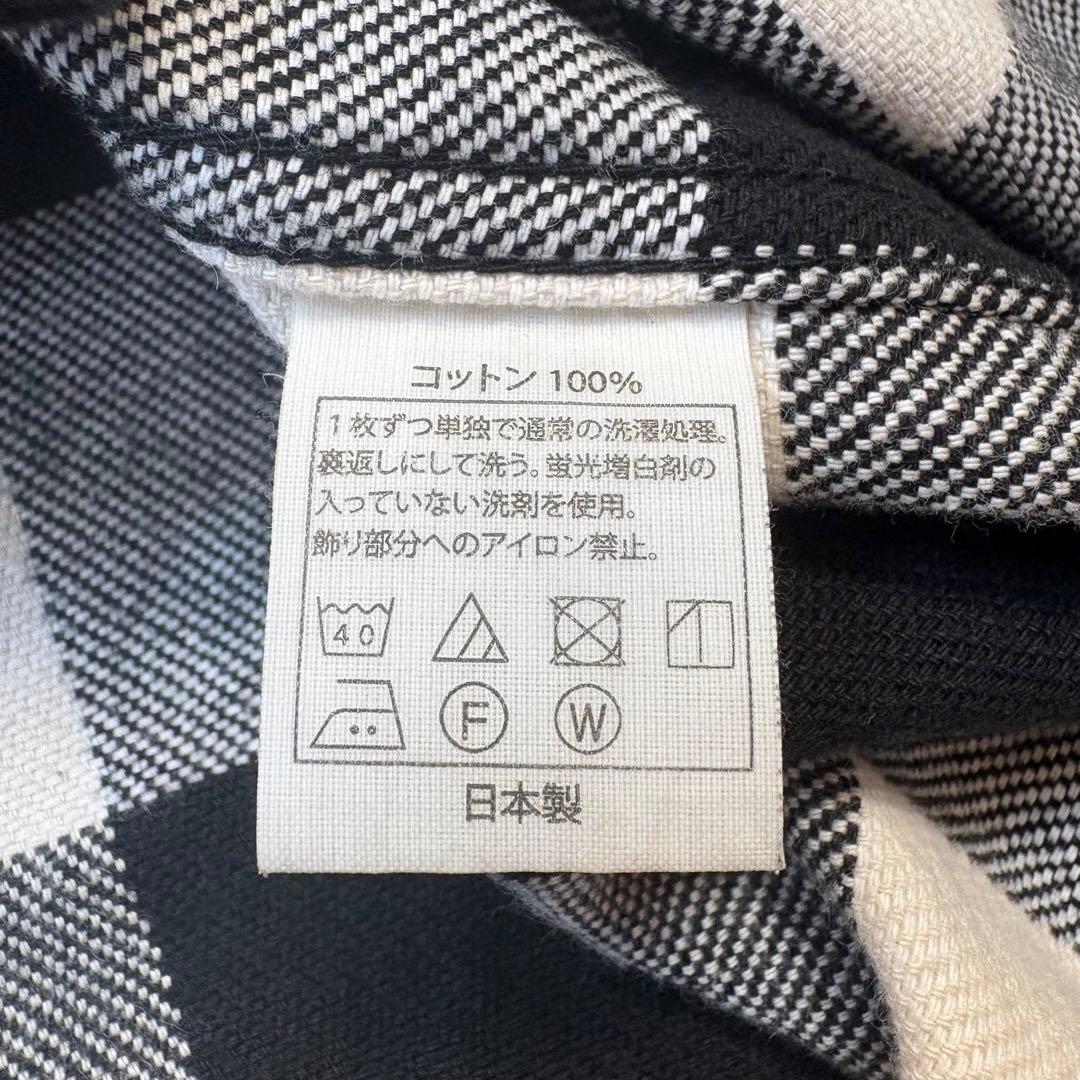 コットン 100%
1枚ずつ単独で通常の洗濯処理。
裏返しにして洗う。蛍光増白剤の
入っていない洗剤を使用。
飾り部分へのアイロン禁止。
40
F W
日本製